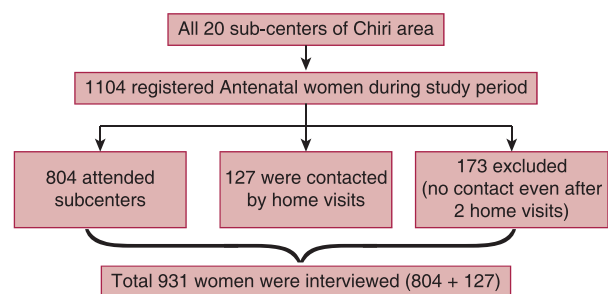 All 20 sub-centers of Chiri area
1104 registered Antenatal women during study period
804 attended
subcenters
127 were contacted
by home visits
173 excluded
(no contact even after
2 home visits)
Total 931 women were interviewed (804 + 127)